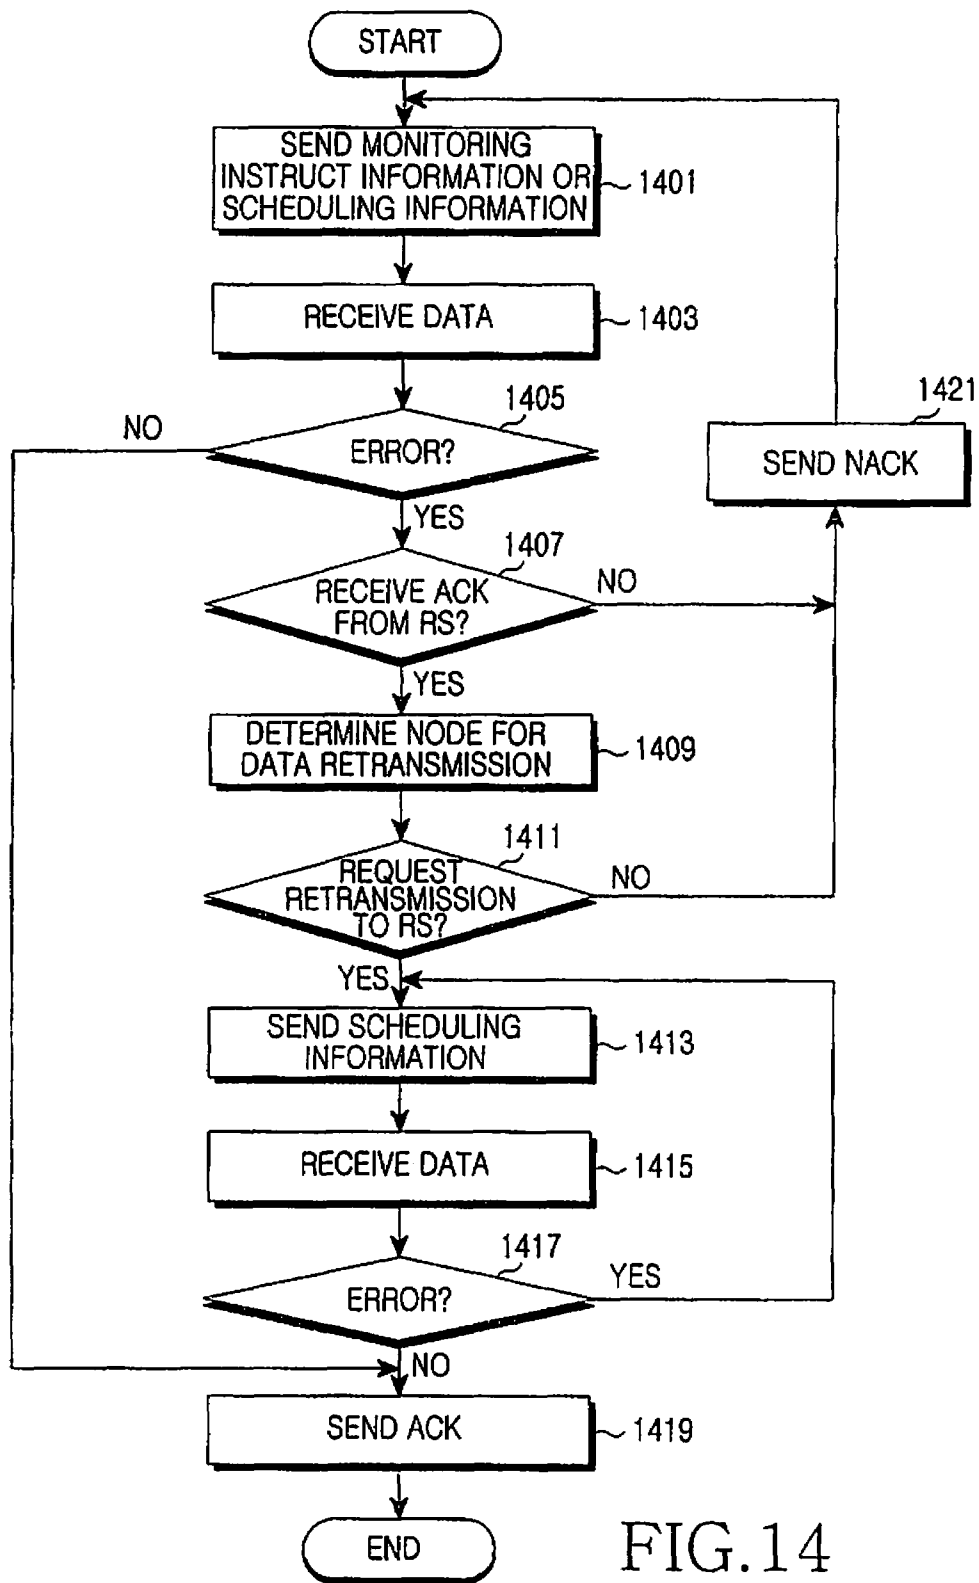 START
SEND MONITORING
INSTRUCT INFORMATION OR
SCHEDULING INFORMATION
1401
RECEIVE DATA
1403
1405
NO
ERROR?
YES
1421
SEND NACK
1407
RECEIVE ACK
FROM RS?
NO
YES
DETERMINE NODE FOR
DATA RETRANSMISSION
1409
1411
REQUEST
RETRANSMISSION
TO RS?
NO
YES
SEND SCHEDULING
INFORMATION
1413
RECEIVE DATA
1415
1417
ERROR?
YES
NO
SEND ACK
1419
END
FIG.14